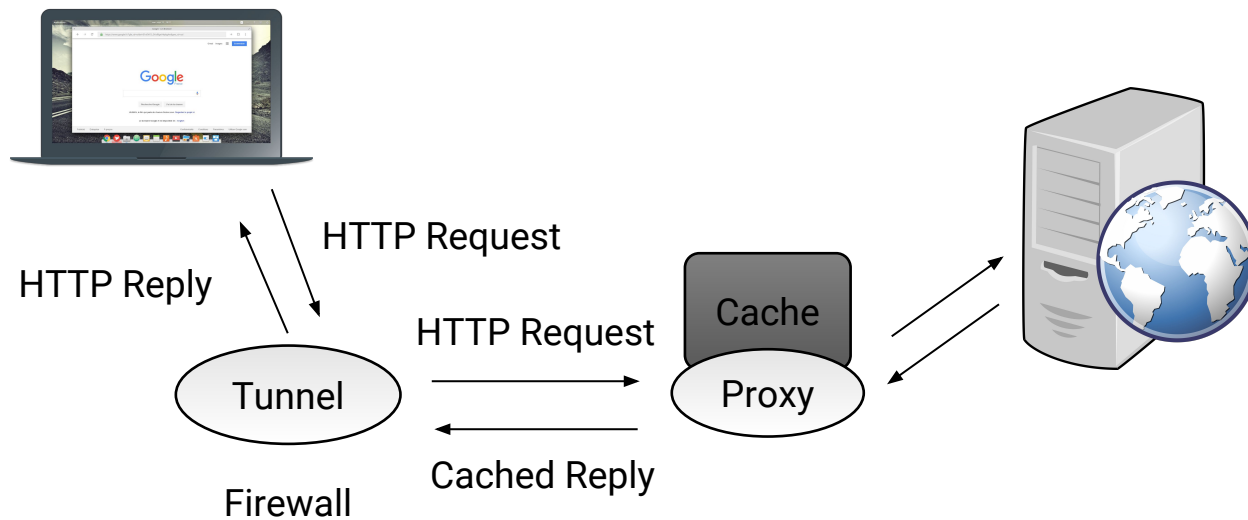 Google
HTTP Request
HTTP Reply
Cache
HTTP Request
Tunnel
Proxy
Cached Reply
Firewall